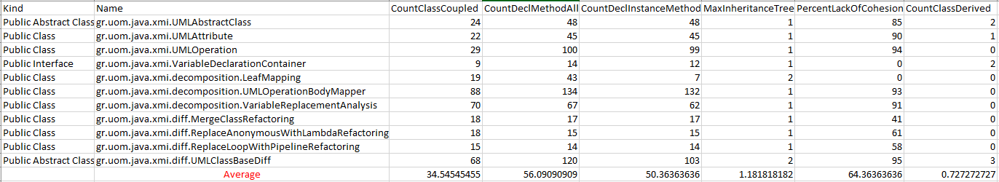 Kind Name CountClassCoupled CountDeclMethodAll CountDeclInstanceMethod MaxInheritanceTree PercentLackOfCohesion CountClassDerived
Public Abstract Class gr.uom.java.xmi.UMLAbstractClass 24 48 48 1 85 2
Public Class gr.uom.java.xmi.UMLAttribute 22 45 45 1 90 1
Public Class gr.uom.java.xmi.UMLOperation 29 100 99 1 94 0
Public Interface gr.uom.java.xmi.VariableDeclarationContainer 9 14 12 1 0 2
Public Class gr.uom.java.xmi.decomposition.LeafMapping 19 43 7 2 0 0
Public Class gr.uom.java.xmi.decomposition.UMLOperationBodyMapper 88 134 132 1 93 0
Public Class gr.uom.java.xmi.decomposition.VariableReplacementAnalysis 70 67 62 1 91 0
Public Class gr.uom.java.xmi.diff.MergeClassRefactoring 18 17 17 1 41 0
Public Class gr.uom.java.xmi.diff.ReplaceAnonymousWithLambdaRefactoring 18 15 15 1 61 0
Public Class gr.uom.java.xmi.diff.ReplaceLoopWithPipelineRefactoring 15 14 14 1 58 0
Public Abstract Class gr.uom.java.xmi.diff.UMLClassBaseDiff 68 120 103 2 95 3
Average 34.54545455 56.09090909 50.36363636 1.181818182 64.36363636 0.727272727